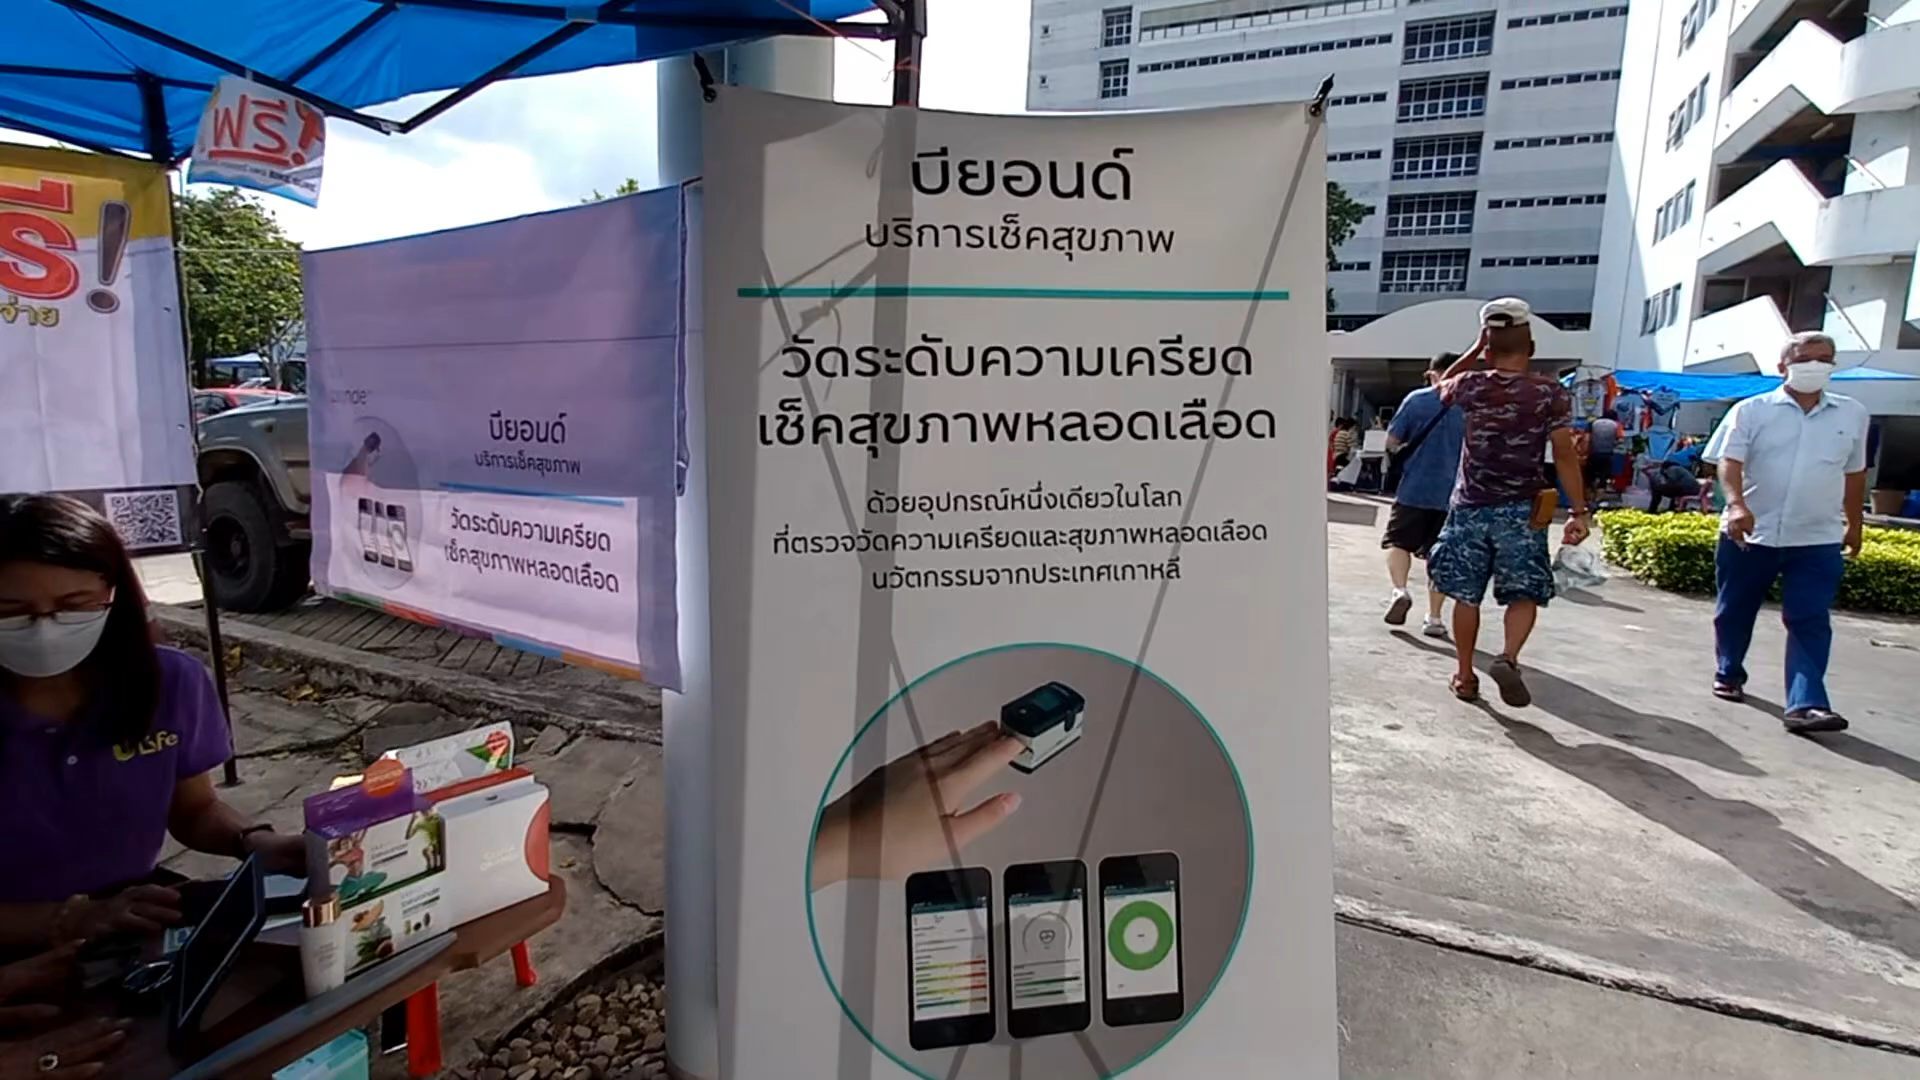 ฟรี!
รี!
จ่าย
บียอนด์
บริการเช็คสุขภาพ
วัดระดับความเครียด
เช็คสุขภาพหลอดเลือด
บียอนด์
บริการเช็คสุขภาพ
วัดระดับความเครียด
เช็คสุขภาพหลอดเลือด
ด้วยอุปกรณ์หนึ่งเดียวในโลก
ที่ตรวจวัดความเครียดและสุขภาพหลอดเลือด
นวัตกรรมจากประเทศเกาหลี